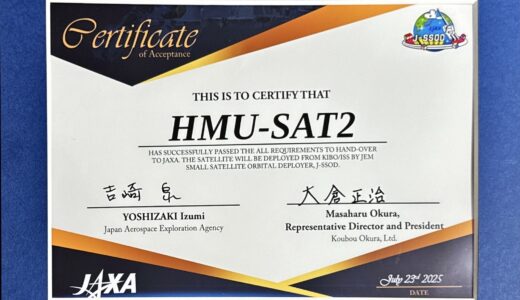 Certificate
of Acceptance
J-SSOD
THIS IS TO CERTIFY THAT
HMU-SAT2
HAS SUCCESSFULLY PASSED THE ALL REQUIREMENTS TO HAND-OVER
TO JAXA. THE SATELLITE WILL BE DEPLOYED FROM KIBO/ISS BY JEM
SMALL SATELLITE ORBITAL DEPLOYER, J-SSOD.
吉崎 泉
大倉正治
YOSHIZAKI Izumi
Japan Aerospace Exploration Agency
Masaharu Okura,
Representative Director and President
Koubou Okura, Ltd.
JAXA
July 23rd 2025
DATE